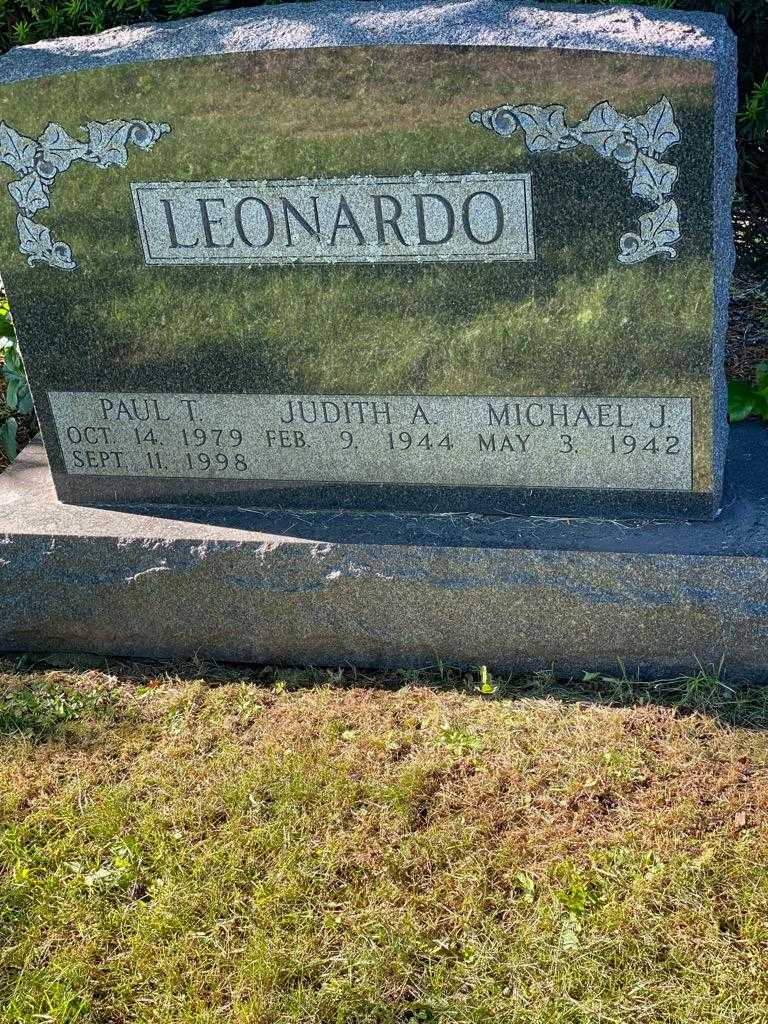 LEONARDO
PAUL T. JUDITH A. MICHAEL J.
OCT. 14, 1979 FEB. 9, 1944 MAY 3, 1942
SEPT. 11, 1998